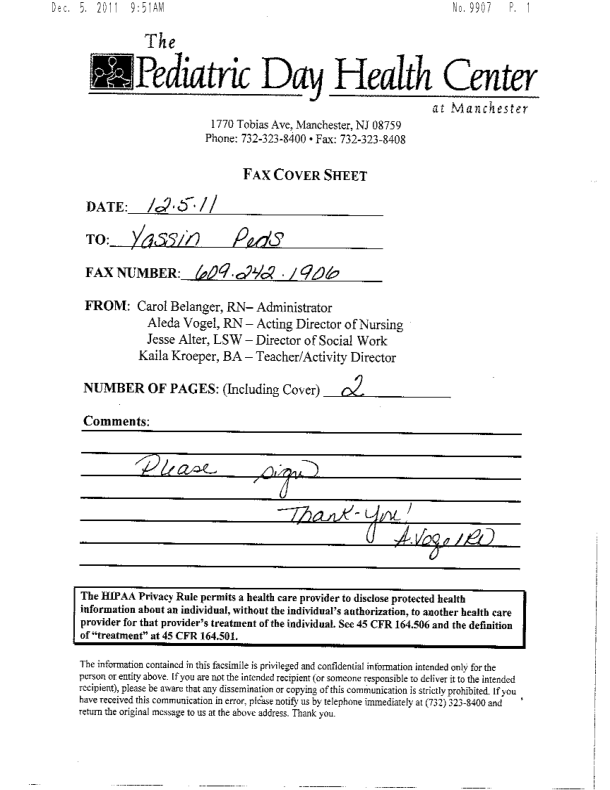 Dec. 5. 2011 9:51AM No. 9907 P. 1
The
Pediatric Day Health Center
at Manchester
1770 Tobias Ave, Manchester, NJ 08759
Phone: 732-323-8400 • Fax: 732-323-8408
FAX COVER SHEET
DATE: 12.5.11
TO: Yassin Peds
FAX NUMBER: 609.242.1906
FROM: Carol Belanger, RN– Administrator
Aleda Vogel, RN – Acting Director of Nursing
Jesse Alter, LSW – Director of Social Work
Kaila Kroeper, BA – Teacher/Activity Director
NUMBER OF PAGES: (Including Cover) 2
Comments:
Please sign
Thank-you!
A. Vogel RN
The HIPAA Privacy Rule permits a health care provider to disclose protected health
information about an individual, without the individual's authorization, to another health care
provider for that provider's treatment of the individual. See 45 CFR 164.506 and the definition
of "treatment" at 45 CFR 164.501.
The information contained in this facsimile is privileged and confidential information intended only for the
person or entity above. If you are not the intended recipient (or someone responsible to deliver it to the intended
recipient), please be aware that any dissemination or copying of this communication is strictly prohibited. If you
have received this communication in error, please notify us by telephone immediately at (732) 323-8400 and
return the original message to us at the above address. Thank you.